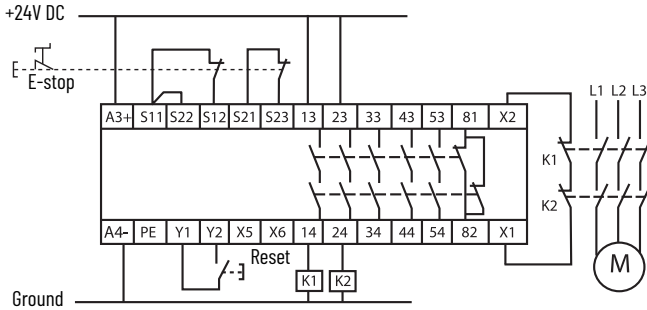 +24V DC
E-stop
L1 L2 L3
A3+ S11 S22 S12 S21 S23 13 23 33 43 53 81 X2
K1
K2
A4- PE Y1 Y2 X5 X6 14 24 34 44 54 82 X1
Reset
K1 K2
M
Ground